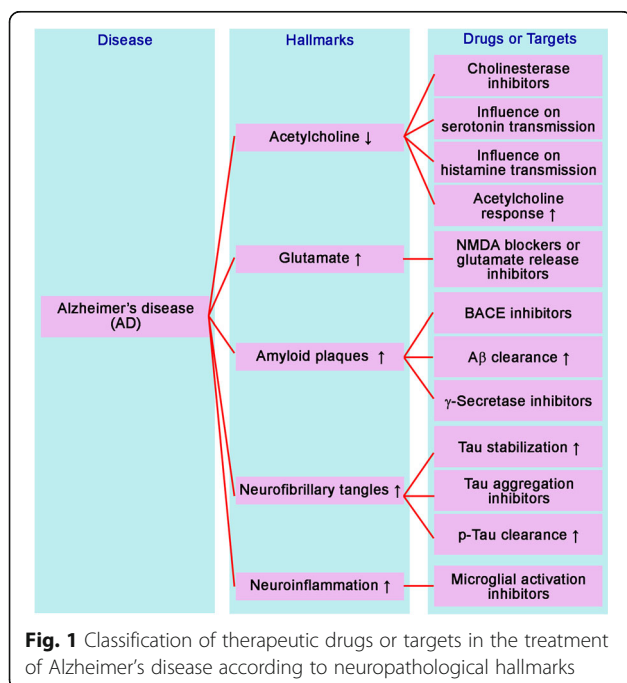 Disease
Hallmarks
Drugs or Targets
Alzheimer's disease
(AD)
Acetylcholine ↓
Glutamate ↑
Amyloid plaques ↑
Neurofibrillary tangles ↑
Neuroinflammation ↑
Cholinesterase
inhibitors
Influence on
serotonin transmission
Influence on
histamine transmission
Acetylcholine
response ↑
NMDA blockers or
glutamate release
inhibitors
BACE inhibitors
Aβ clearance ↑
γ-Secretase inhibitors
Tau stabilization ↑
Tau aggregation
inhibitors
p-Tau clearance ↑
Microglial activation
inhibitors
Fig. 1 Classification of therapeutic drugs or targets in the treatment
of Alzheimer's disease according to neuropathological hallmarks